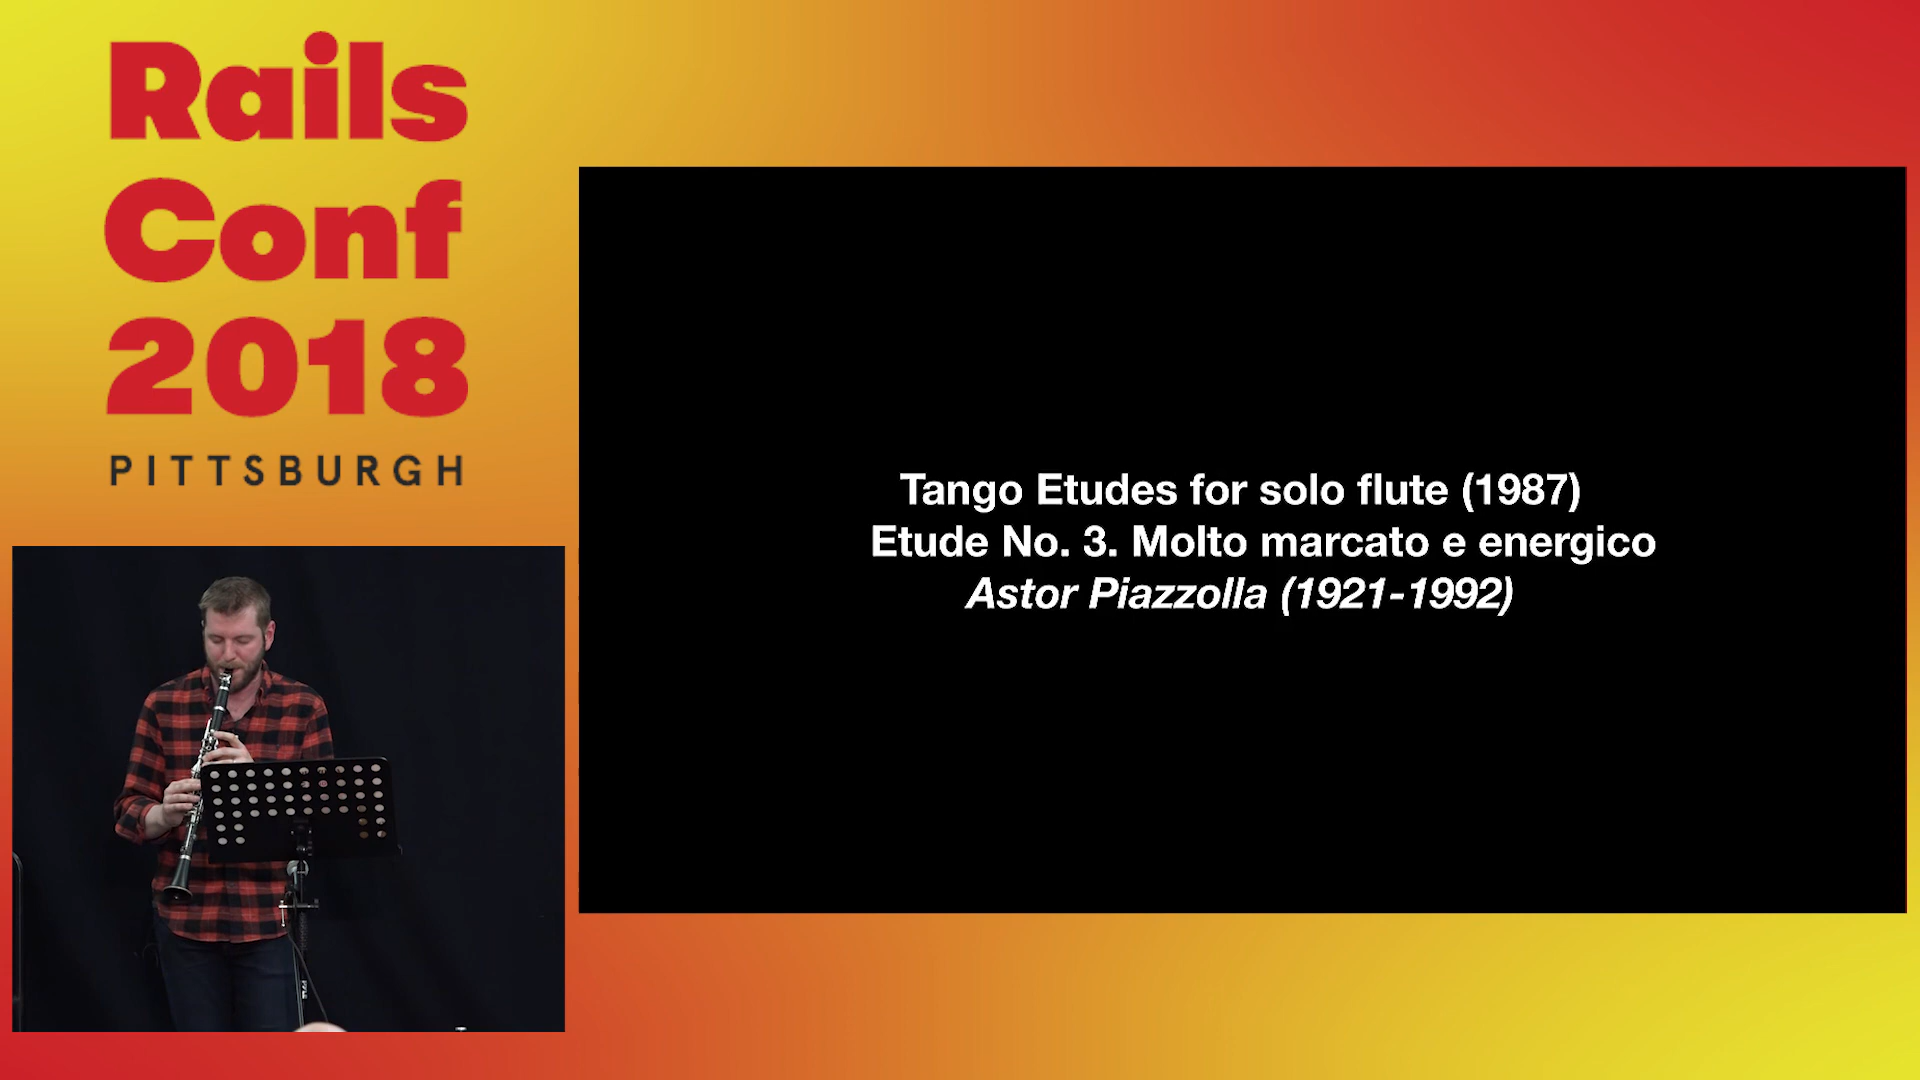 Rails
Conf
2018
PITTSBURGH
Tango Etudes for solo flute (1987)
Etude No. 3. Molto marcato e energico
Astor Piazzolla (1921-1992)